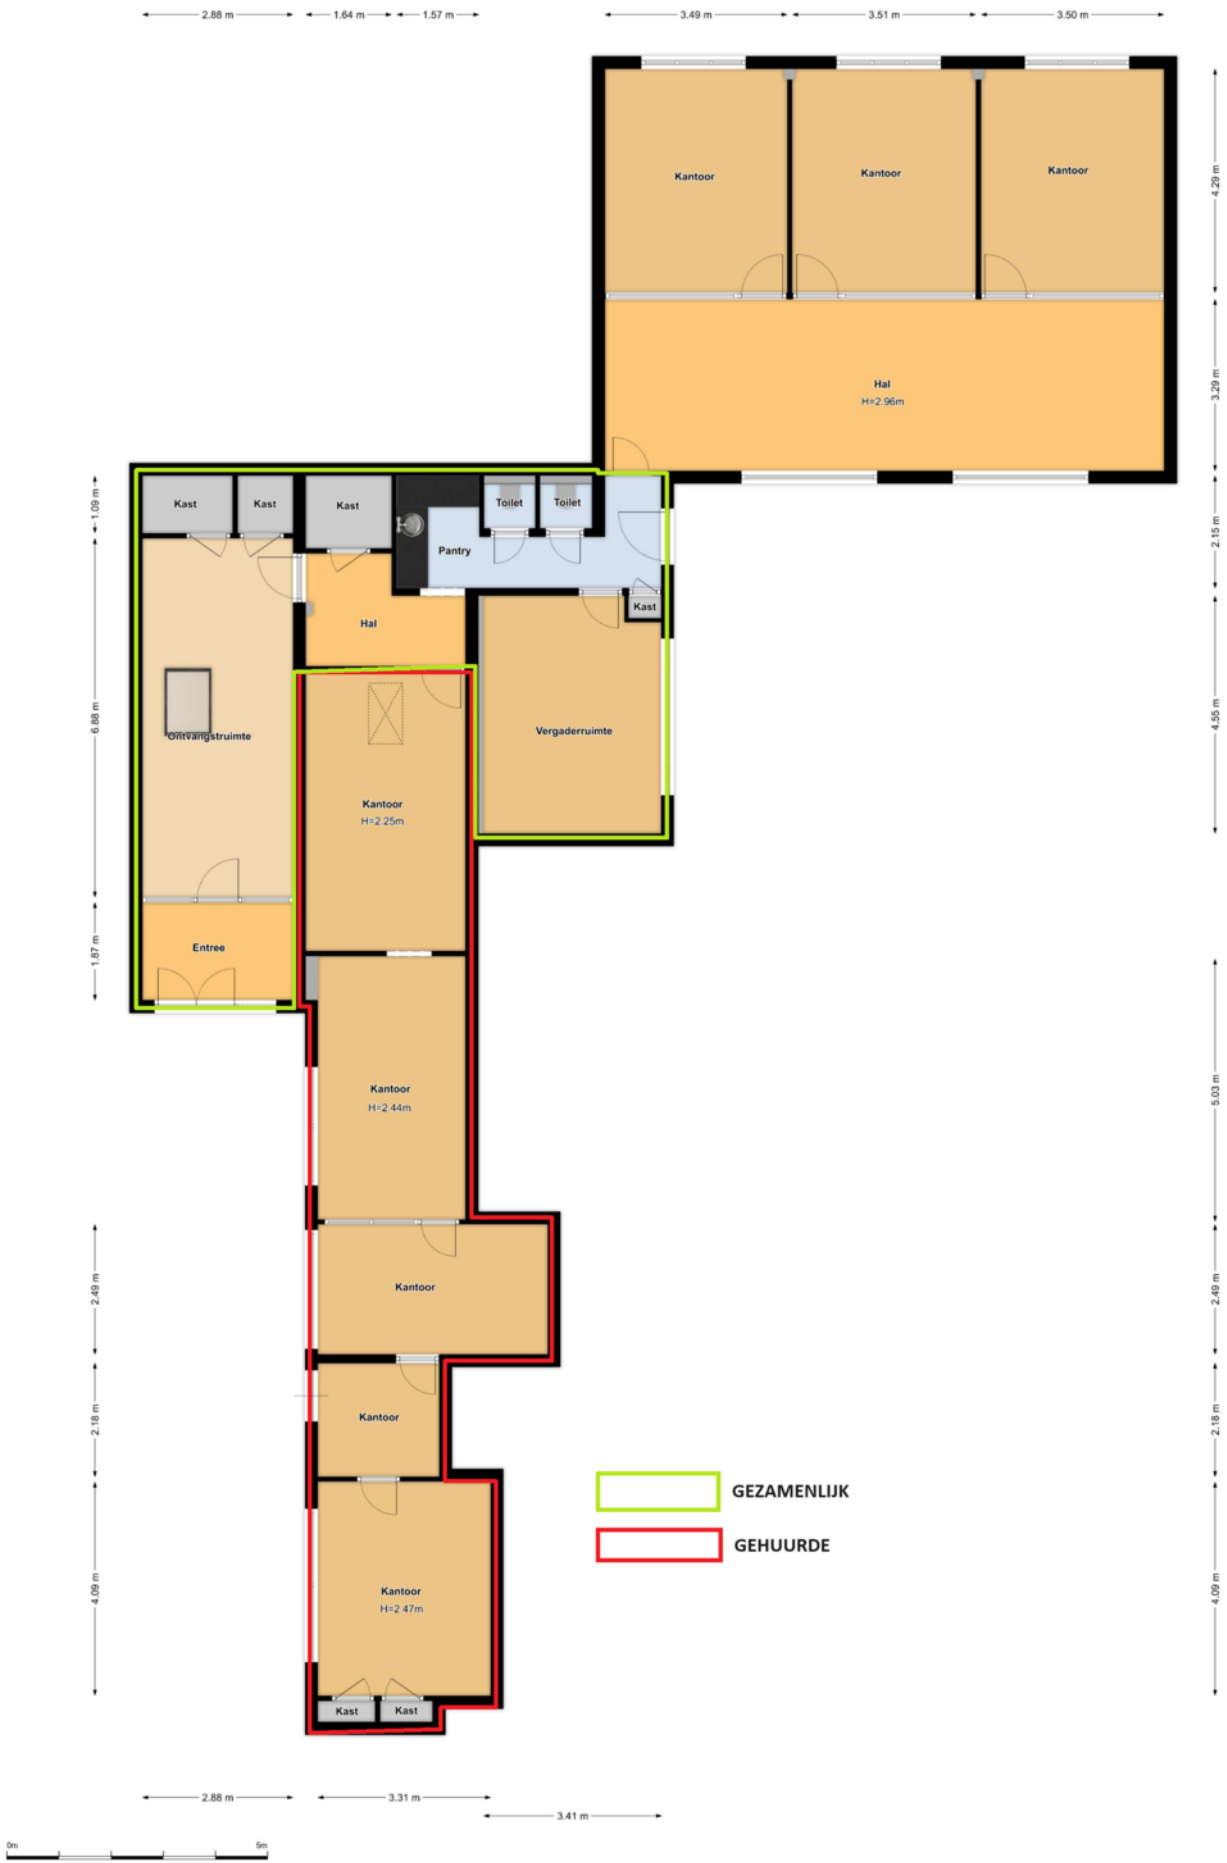 2.88 m
1.64 m
1.57 m
3.49 m
3.51 m
3.50 m
Kantoor
Kantoor
Kantoor
4.29 m
Hal
H=2.96m
3.29 m
1.09 m
Kast
Kast
Kast
Toilet
Toilet
2.15 m
Pantry
Kast
Hal
6.88 m
Ontvangstruimte
Vergaderruimte
4.55 m
Kantoor
H=2.25m
1.87 m
Entree
Kantoor
H=2.44m
5.03 m
2.49 m
Kantoor
2.49 m
2.18 m
Kantoor
2.18 m
GEZAMENLIJK
GEHUURDE
4.09 m
Kantoor
H=2.47m
4.09 m
Kast
Kast
2.88 m
3.31 m
3.41 m
0m
5m